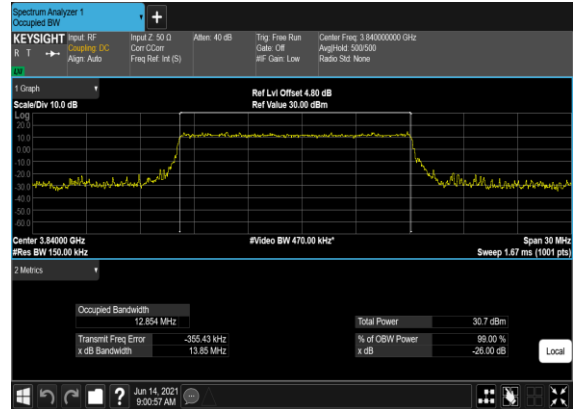 Spectrum Analyzer 1
Occupied BW
+
KEYSIGHT
R T
LM
Input: RF
Coupling: DC
Align: Auto
Input Z: 50 Ω
Corr CCorr
Freq Ref: Int (S)
Atten: 40 dB
Trig: Free Run
Gate: Off
#IF Gain: Low
Center Freq: 3.840000000 GHz
Avg|Hold: 500/500
Radio Std: None
1 Graph
Scale/Div 10.0 dB
Ref Lvl Offset 4.80 dB
Ref Value 30.00 dBm
Log
20.0
10.0
0.00
-10.0
-20.0
-30.0
-40.0
-50.0
-60.0
Center 3.84000 GHz
#Res BW 150.00 kHz
#Video BW 470.00 kHz*
Span 30 MHz
Sweep 1.67 ms (1001 pts)
2 Metrics
Occupied Bandwidth
12.854 MHz
Transmit Freq Error -355.43 kHz
x dB Bandwidth 13.85 MHz
Total Power 30.7 dBm
% of OBW Power 99.00 %
x dB -26.00 dB
Local
?
Jun 14, 2021
9:00:57 AM